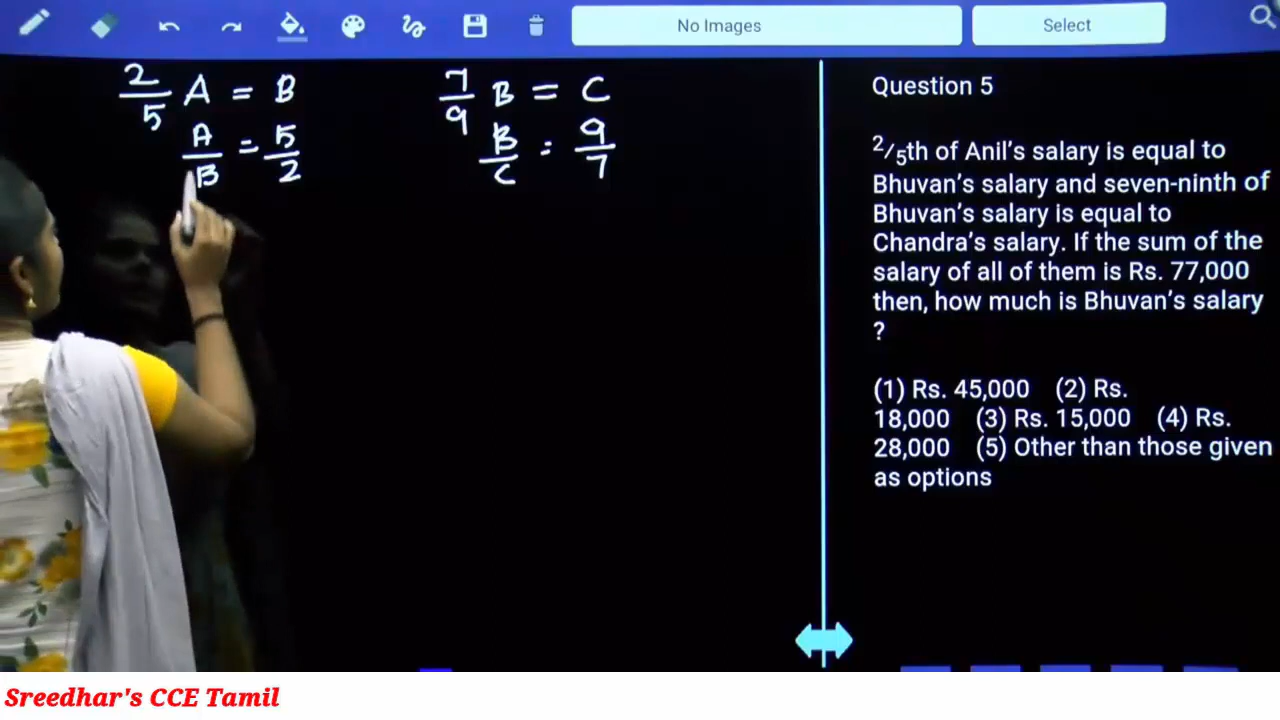 No Images
Select
2/5 A = B
A/B = 5/2
7/9 B = C
B/C = 9/7
Question 5
2/5th of Anil's salary is equal to
Bhuvan's salary and seven-ninth of
Bhuvan's salary is equal to
Chandra's salary. If the sum of the
salary of all of them is Rs. 77,000
then, how much is Bhuvan's salary
?
(1) Rs. 45,000 (2) Rs.
18,000 (3) Rs. 15,000 (4) Rs.
28,000 (5) Other than those given
as options
Sreedhar's CCE Tamil